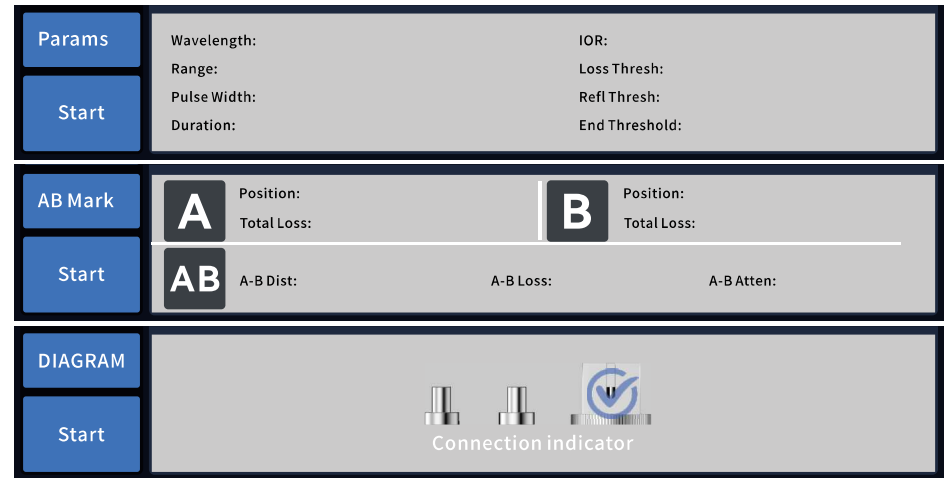 Params
Wavelength:
IOR:
Range:
Loss Thresh:
Pulse Width:
Refl Thresh:
Start
Duration:
End Threshold:
AB Mark
A
Position:
Total Loss:
B
Position:
Total Loss:
Start
AB
A-B Dist:
A-B Loss:
A-B Atten:
DIAGRAM
Start
Connection indicator